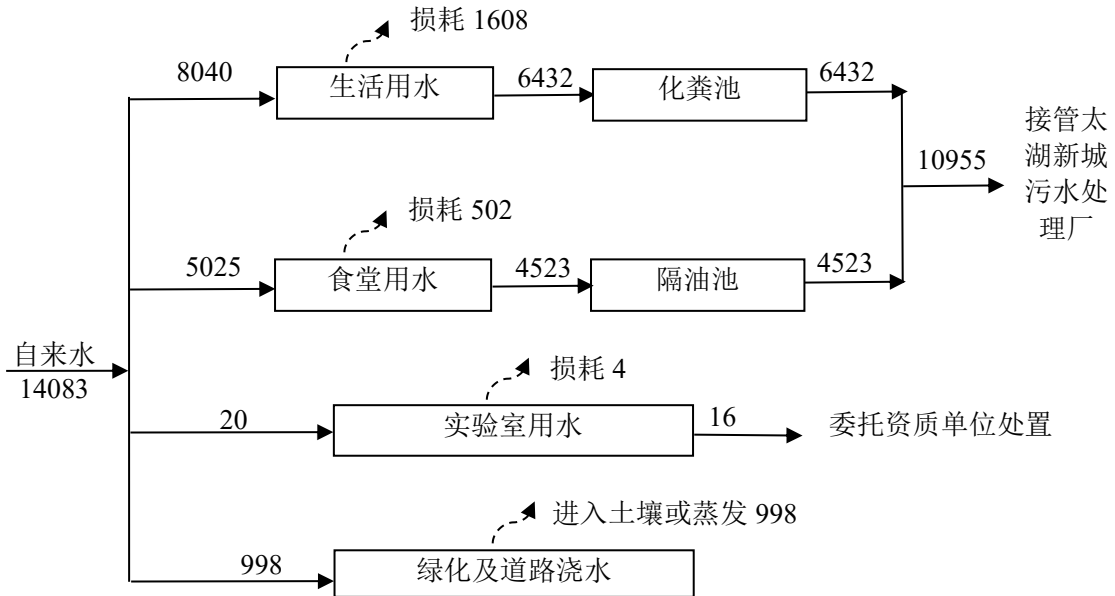 损耗 1608
8040
生活用水
6432
化粪池
6432
接管太
湖新城
污水处
理厂
10955
损耗 502
5025
食堂用水
4523
隔油池
4523
自来水
14083
损耗 4
20
实验室用水
16
委托资质单位处置
进入土壤或蒸发 998
998
绿化及道路浇水